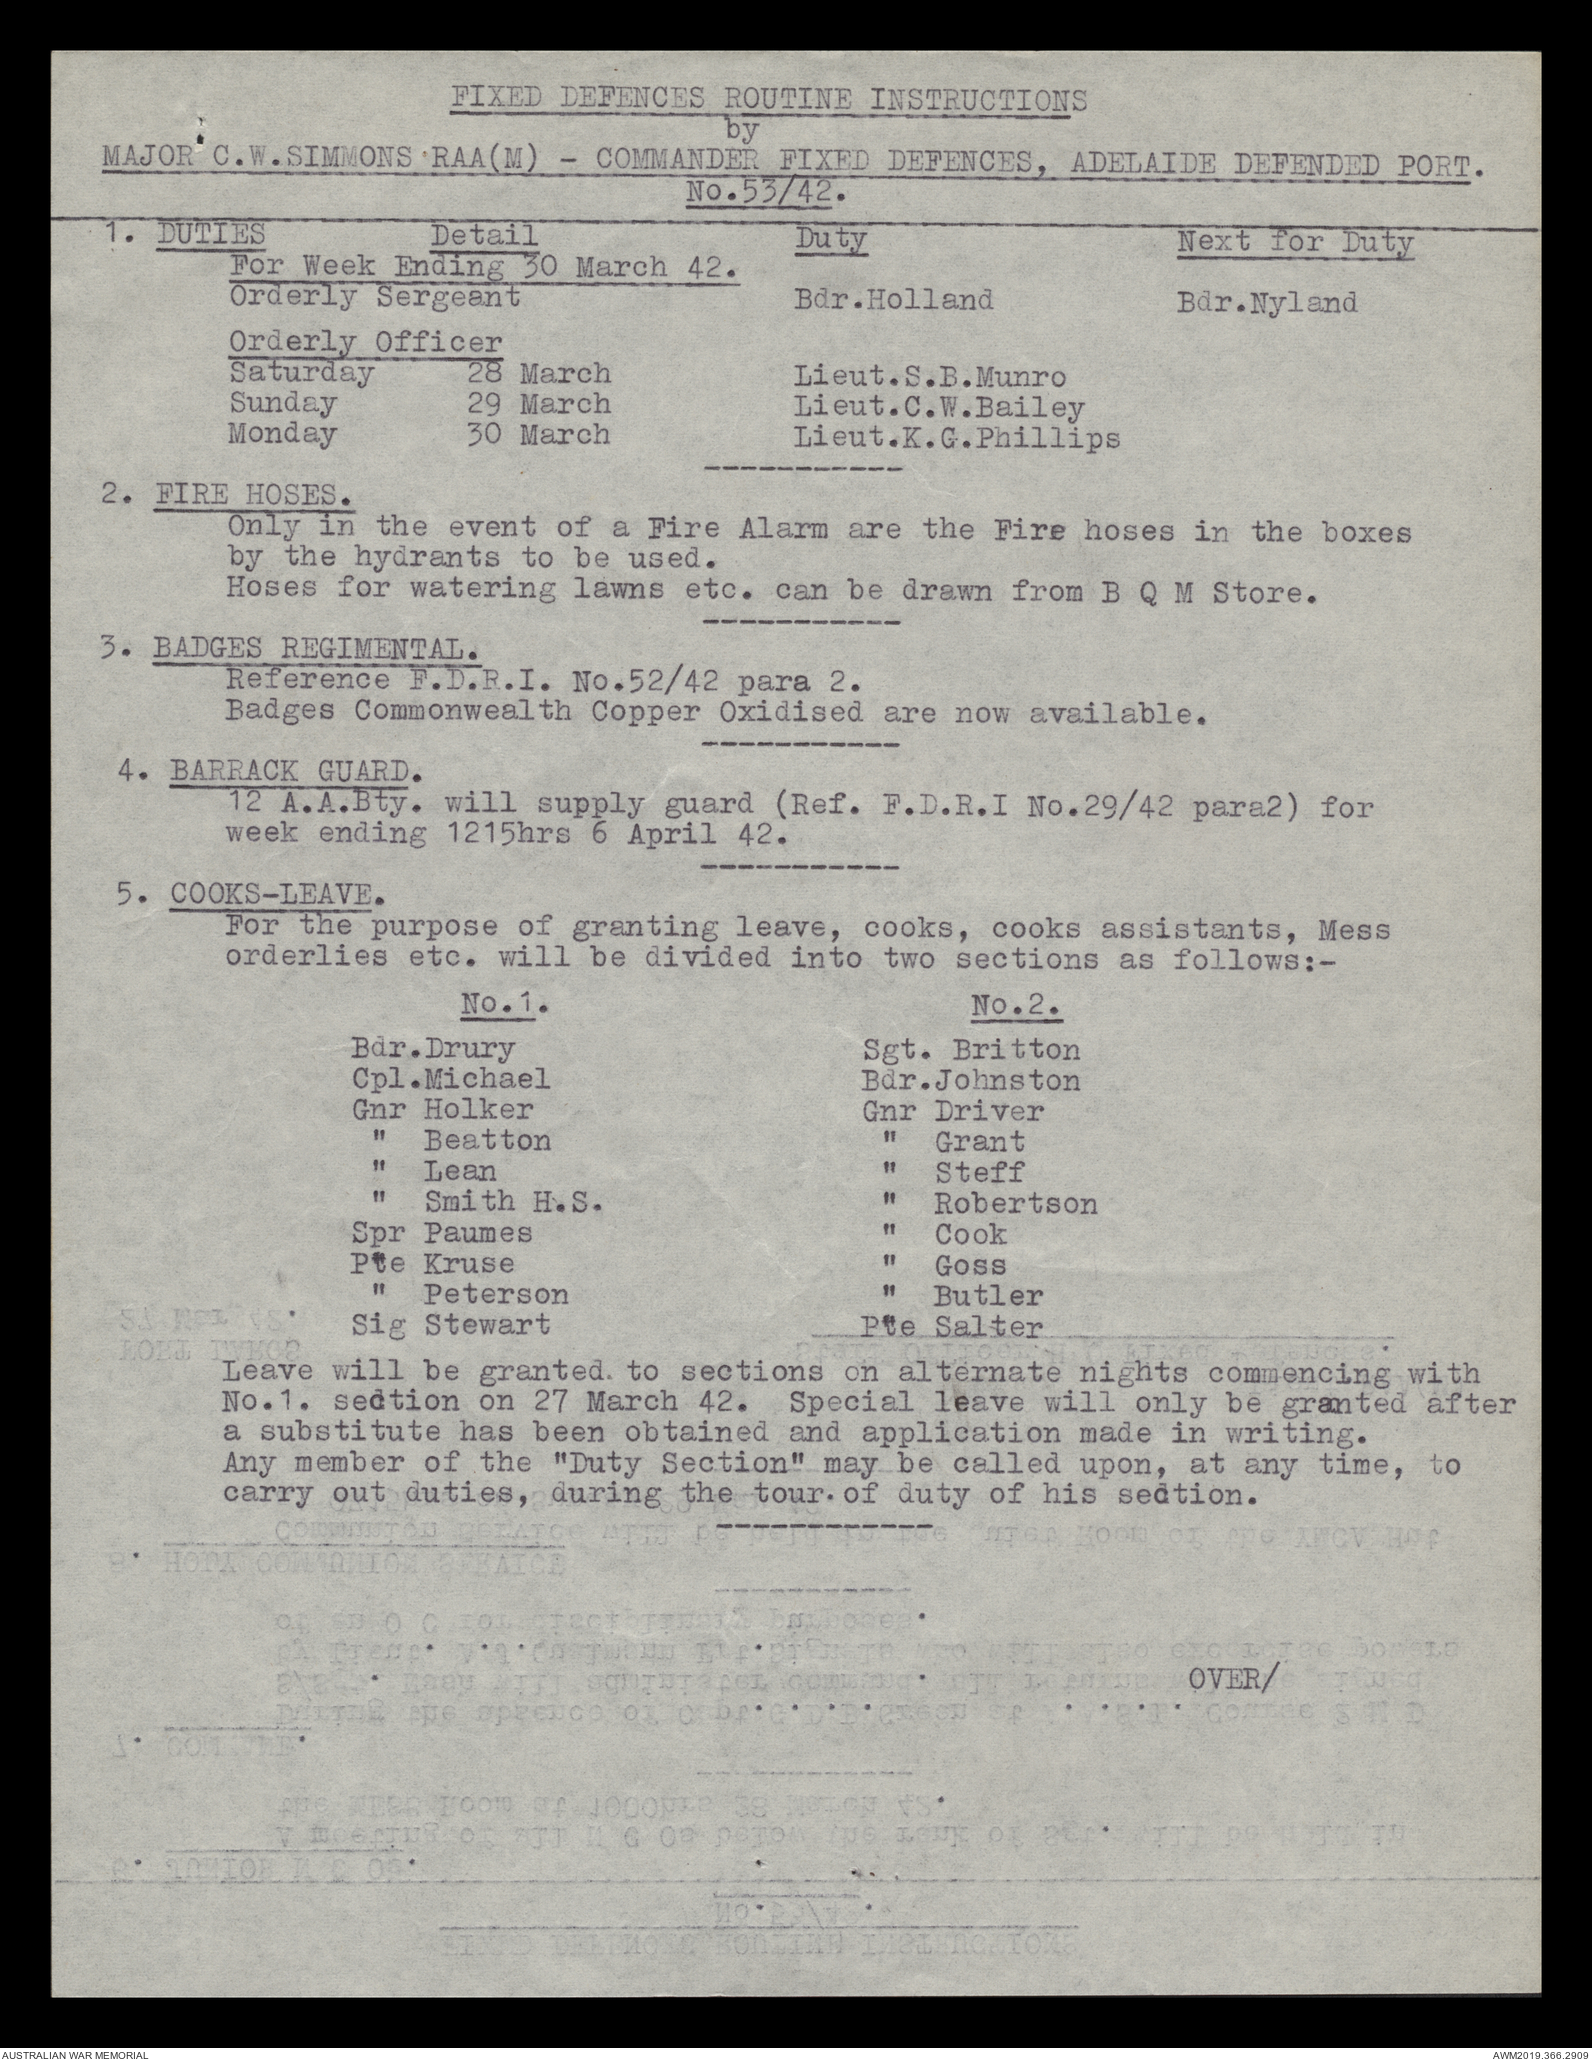 FIXED DEFENCES ROUTINE INSTRUCTIONS
by
MAJOR C.W.SIMMONS RAA(M) - COMMANDER FIXED DEFENCES, ADELAIDE DEFENDED PORT.
No.53/42.
1. DUTIES Detail Duty Next for Duty
For Week Ending 30 March 42.
Orderly Sergeant Bdr.Holland Bdr.Nyland
Orderly Officer
Saturday 28 March Lieut.S.B.Munro
Sunday 29 March Lieut.C.W.Bailey
Monday 30 March Lieut.K.G.Phillips
-----------
2. FIRE HOSES.
Only in the event of a Fire Alarm are the Fire hoses in the boxes
by the hydrants to be used.
Hoses for watering lawns etc. can be drawn from B Q M Store.
-----------
3. BADGES REGIMENTAL.
Reference F.D.R.I. No.52/42 para 2.
Badges Commonwealth Copper Oxidised are now available.
-----------
4. BARRACK GUARD.
12 A.A.Bty. will supply guard (Ref. F.D.R.I No.29/42 para2) for
week ending 1215hrs 6 April 42.
-----------
5. COOKS-LEAVE.
For the purpose of granting leave, cooks, cooks assistants, Mess
orderlies etc. will be divided into two sections as follows:-
No.1. No.2.
Bdr.Drury Sgt. Britton
Cpl.Michael Bdr.Johnston
Gnr Holker Gnr Driver
" Beatton " Grant
" Lean " Steff
" Smith H.S. " Robertson
Spr Paumes " Cook
Pte Kruse " Goss
" Peterson " Butler
Sig Stewart Pte Salter
Leave will be granted to sections on alternate nights commencing with
No.1. section on 27 March 42. Special leave will only be granted after
a substitute has been obtained and application made in writing.
Any member of the "Duty Section" may be called upon, at any time, to
carry out duties, during the tour of duty of his section.
------------
OVER/
AUSTRALIAN WAR MEMORIAL AWM2019.366.2909